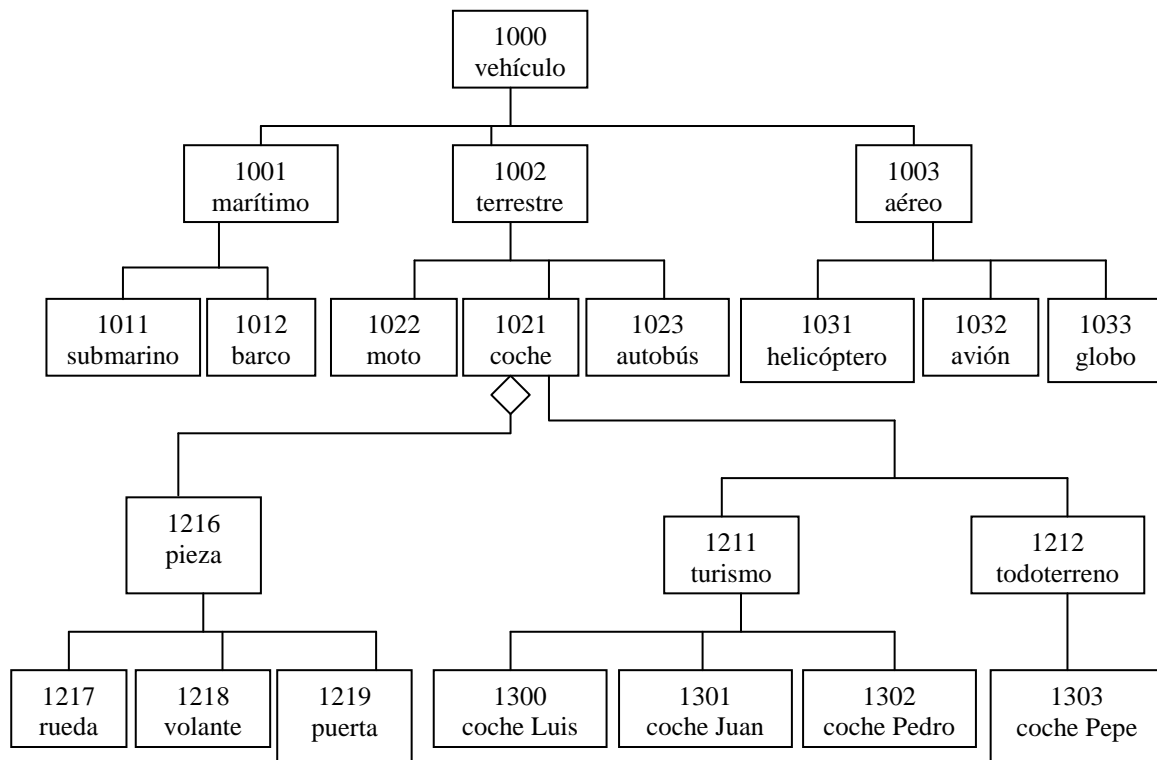 1000
vehículo
1001
marítimo
1002
terrestre
1003
aéreo
1011
submarino
1012
barco
1022
moto
1021
coche
1023
autobús
1031
helicóptero
1032
avión
1033
globo
1216
pieza
1211
turismo
1212
todoterreno
1217
rueda
1218
volante
1219
puerta
1300
coche Luis
1301
coche Juan
1302
coche Pedro
1303
coche Pepe